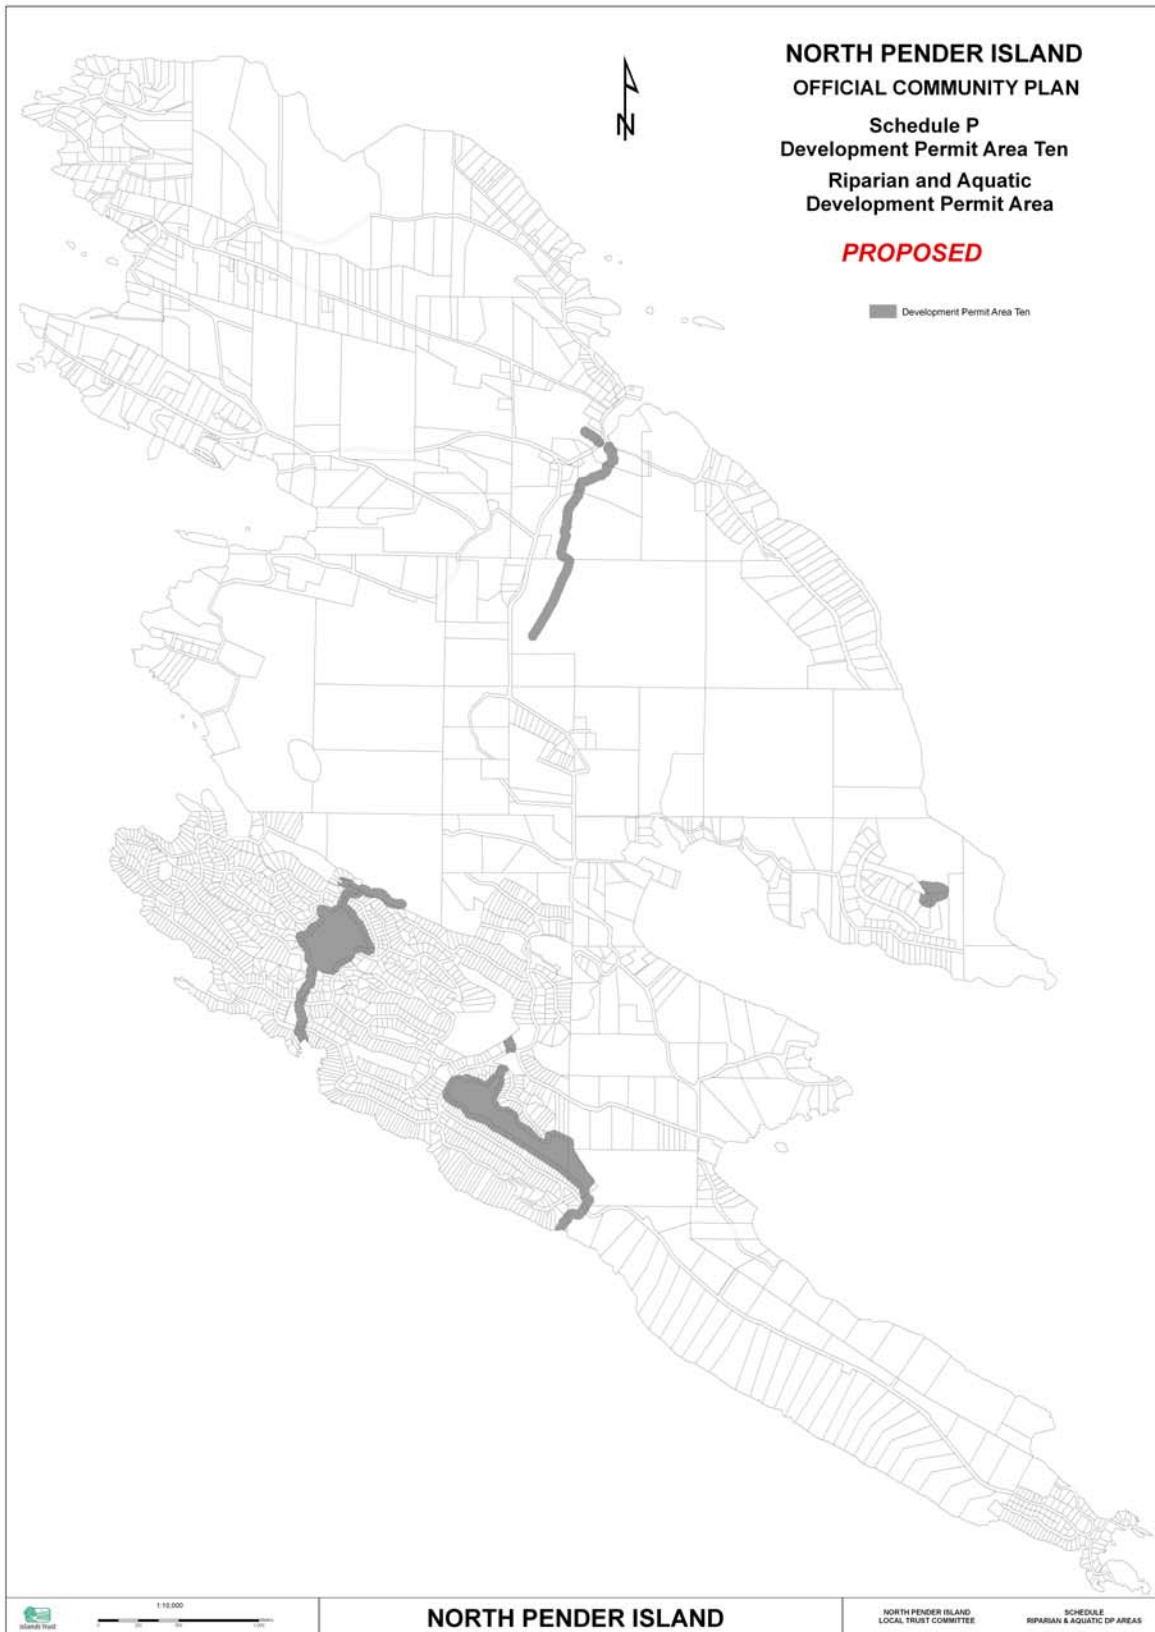 NORTH PENDER ISLAND
OFFICIAL COMMUNITY PLAN
Schedule P
Development Permit Area Ten
Riparian and Aquatic
Development Permit Area
PROPOSED
Development Permit Area Ten
N
Islands Trust
1:10,000
NORTH PENDER ISLAND
NORTH PENDER ISLAND
LOCAL TRUST COMMITTEE
SCHEDULE
RIPARIAN & AQUATIC DP AREAS